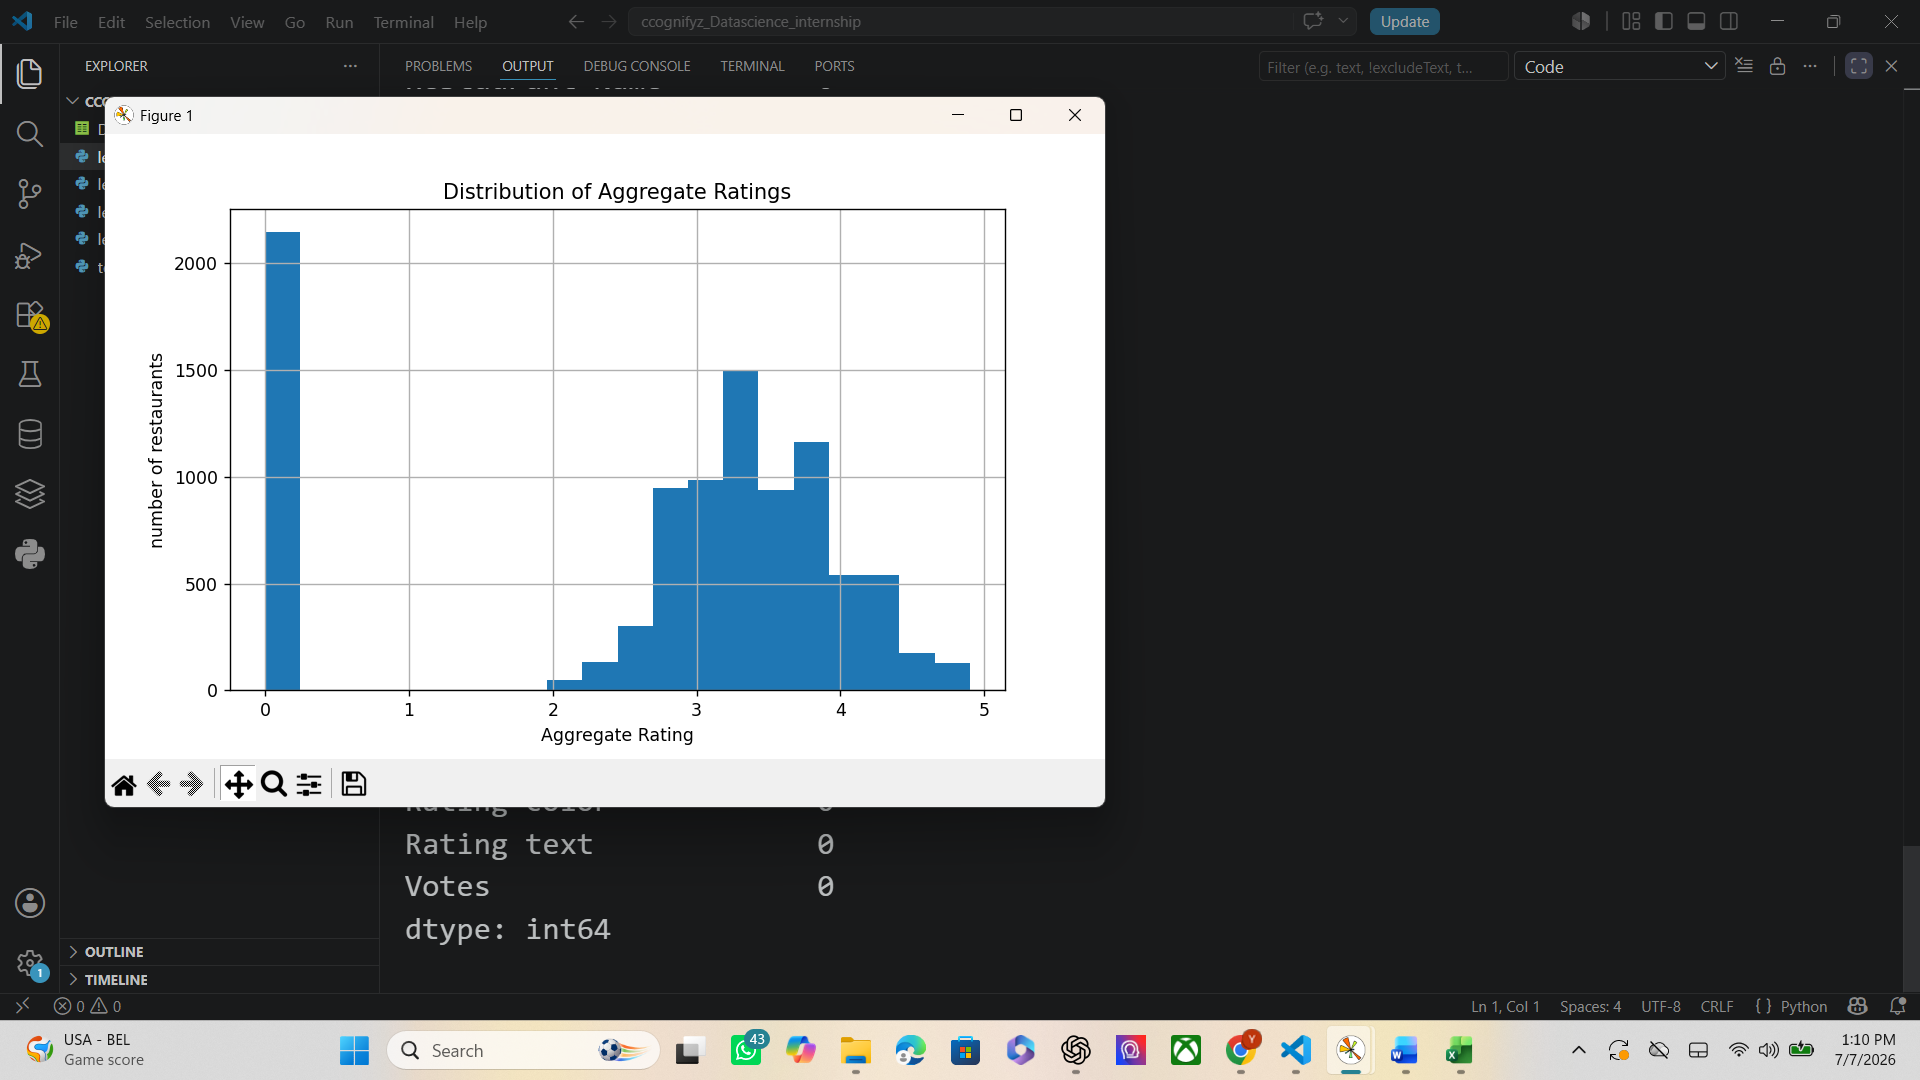 File Edit Selection View Go Run Terminal Help
ccognifyz_Datascience_internship
Update
EXPLORER
PROBLEMS OUTPUT DEBUG CONSOLE TERMINAL PORTS
Filter (e.g. text, !excludeText, t...
Code
Figure 1
Distribution of Aggregate Ratings
number of restaurants
2000
1500
1000
500
0
0 1 2 3 4 5
Aggregate Rating
Rating color 0
Rating text 0
Votes 0
dtype: int64
OUTLINE
TIMELINE
1
0 0
Ln 1, Col 1 Spaces: 4 UTF-8 CRLF { } Python
USA - BEL
Game score
Search
43
Y
1:10 PM
7/7/2026